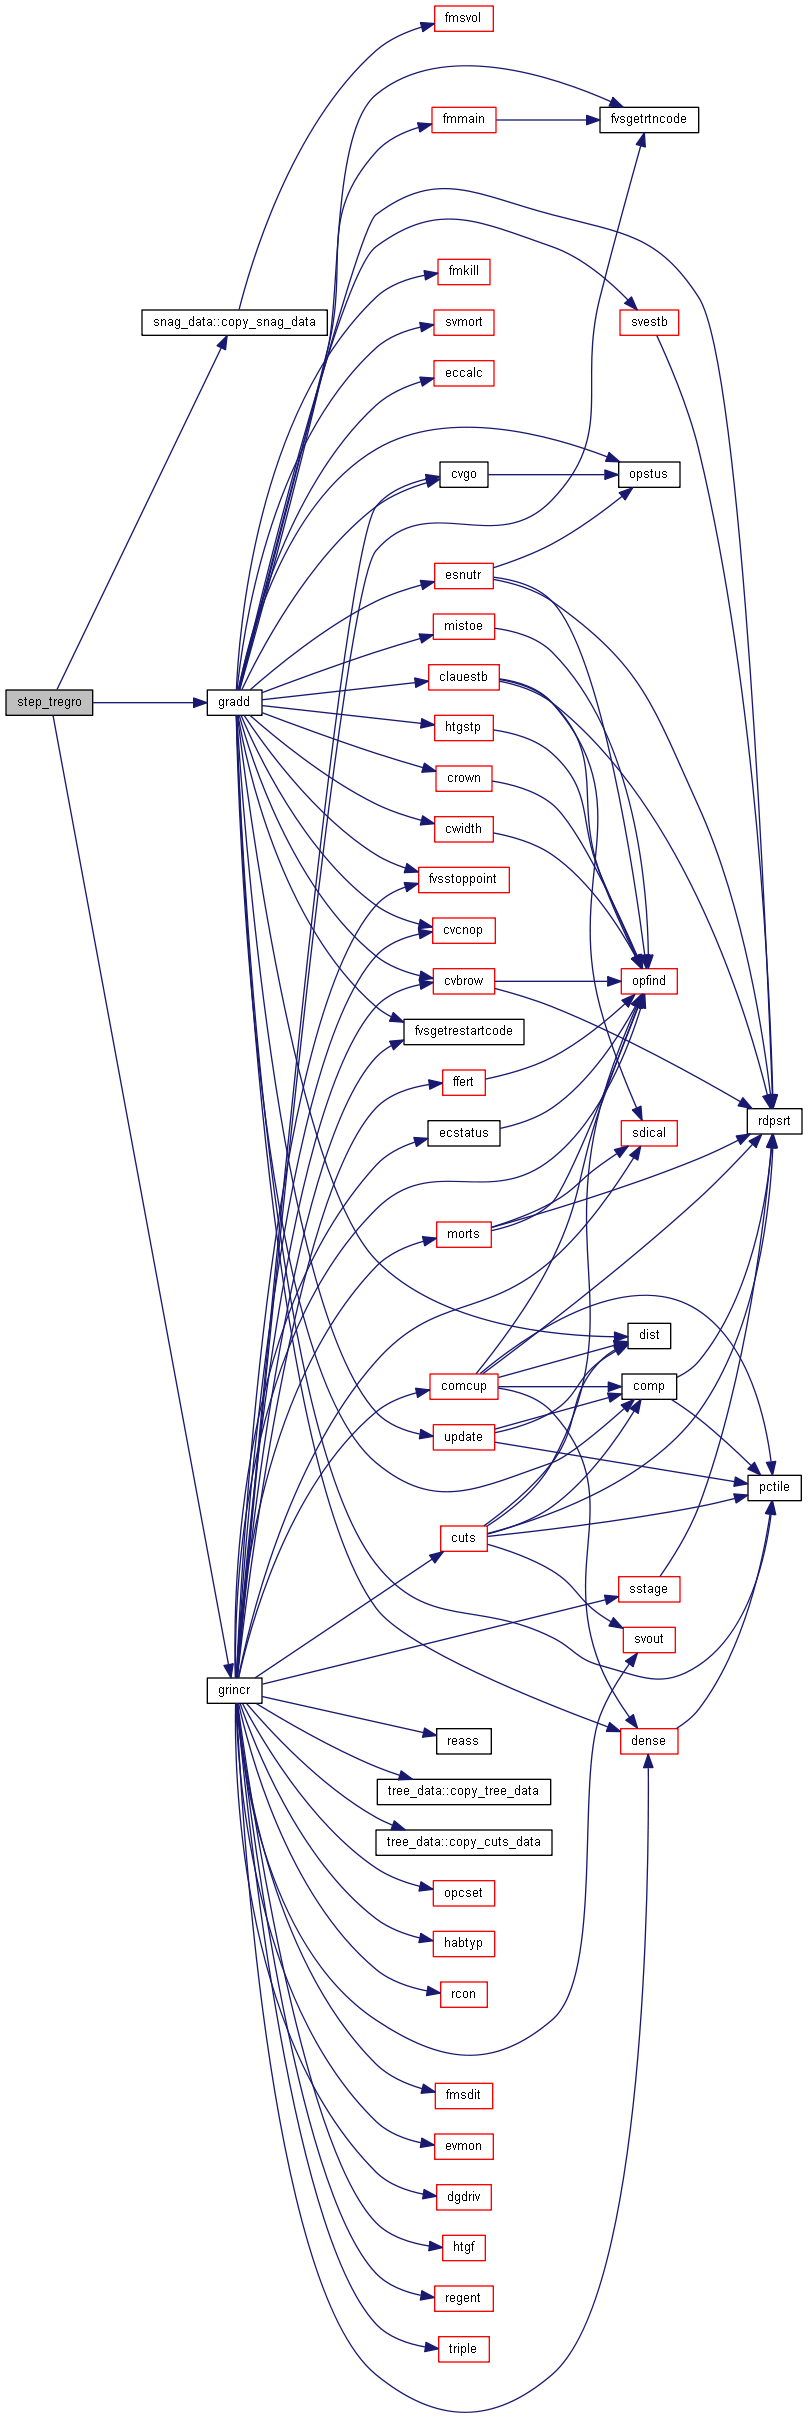 fmsvol
fmmain
fvsgetrtncode
fmkill
snag_data::copy_snag_data
svmort
svestb
eccalc
cvgo
opstus
esnutr
mistoe
clauestb
step_tregro
gradd
htgstp
crown
cwidth
fvsstoppoint
cvcnop
cvbrow
opfind
fvsgetrestartcode
ffert
rdpsrt
ecstatus
sdical
morts
dist
comcup
comp
update
pctile
cuts
sstage
svout
grincr
reass
dense
tree_data::copy_tree_data
tree_data::copy_cuts_data
opcset
habtyp
rcon
fmsdit
evmon
dgdriv
htgf
regent
triple